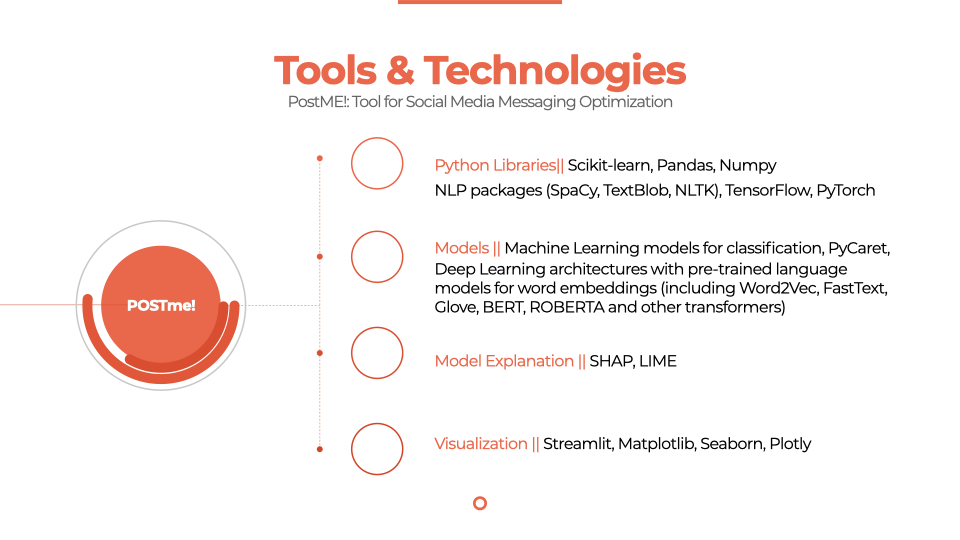 Tools & Technologies
PostME!: Tool for Social Media Messaging Optimization
Python Libraries|| Scikit-learn, Pandas, Numpy
NLP packages (SpaCy, TextBlob, NLTK), TensorFlow, PyTorch
Models || Machine Learning models for classification, PyCaret,
Deep Learning architectures with pre-trained language
models for word embeddings (including Word2Vec, FastText,
Glove, BERT, ROBERTA and other transformers)
POSTme!
Model Explanation || SHAP, LIME
Visualization || Streamlit, Matplotlib, Seaborn, Plotly